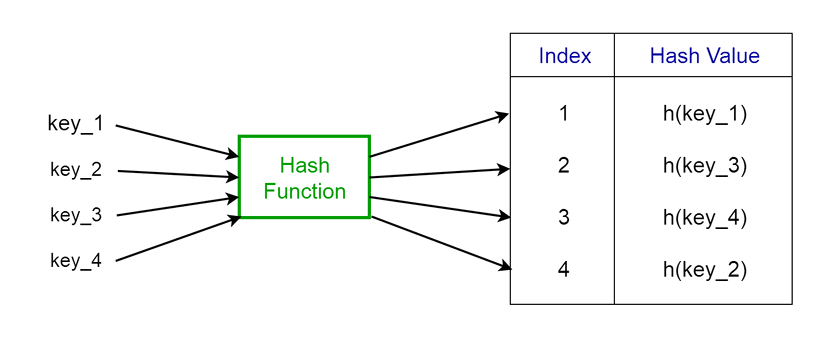 key_1
key_2
key_3
key_4
Hash
Function
Index Hash Value
1 h(key_1)
2 h(key_3)
3 h(key_4)
4 h(key_2)